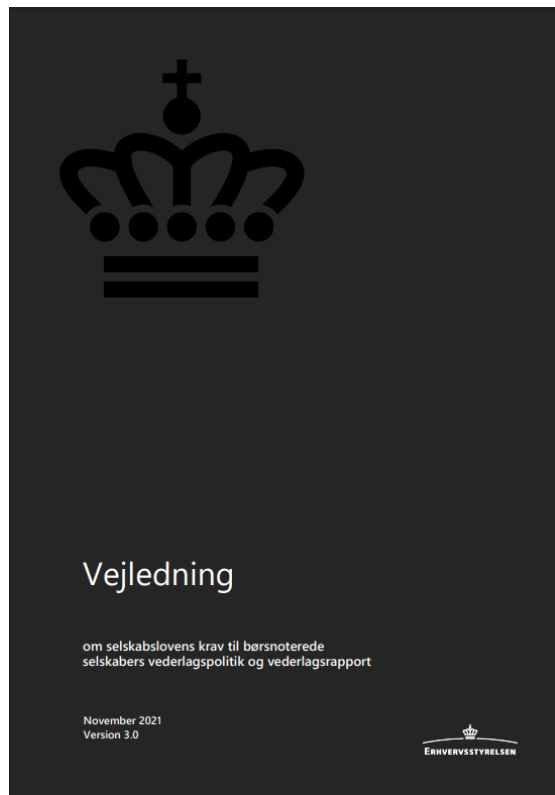 Vejledning
om selskabslovens krav til børsnoterede
selskabers vederlagspolitik og vederlagsrapport
November 2021
Version 3.0
ERHVERVSSTYRELSEN